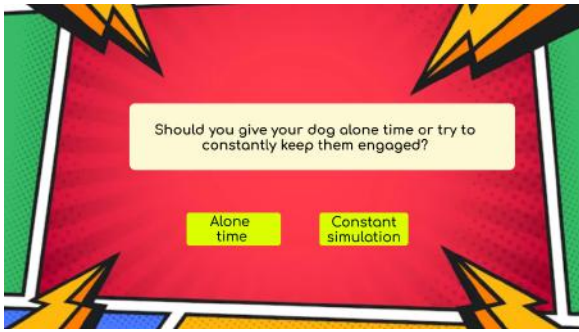 Should you give your dog alone time or try to
constantly keep them engaged?
Alone
time
Constant
simulation